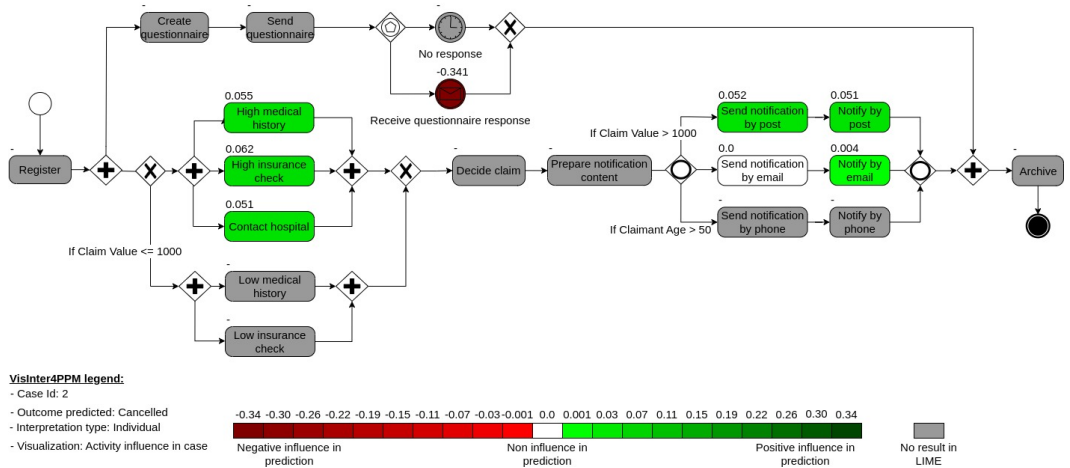 -
Create
questionnaire
-
Send
questionnaire
-
No response
-0.341
Receive questionnaire response
-
Register
0.055
High medical
history
0.062
High insurance
check
0.051
Contact hospital
If Claim Value <= 1000
-
Low medical
history
-
Low insurance
check
-
Decide claim
-
Prepare notification
content
If Claim Value > 1000
If Claimant Age > 50
0.052
Send notification
by post
0.051
Notify by
post
0.0
Send notification
by email
0.004
Notify by
email
-
Send notification
by phone
-
Notify by
phone
-
Archive
VisInter4PPM legend:
- Case Id: 2
- Outcome predicted: Cancelled
- Interpretation type: Individual
- Visualization: Activity influence in case
-0.34 -0.30 -0.26 -0.22 -0.19 -0.15 -0.11 -0.07 -0.03 -0.001 0.0 0.001 0.03 0.07 0.11 0.15 0.19 0.22 0.26 0.30 0.34
Negative influence in
prediction
Non influence in
prediction
Positive influence in
prediction
No result in
LIME